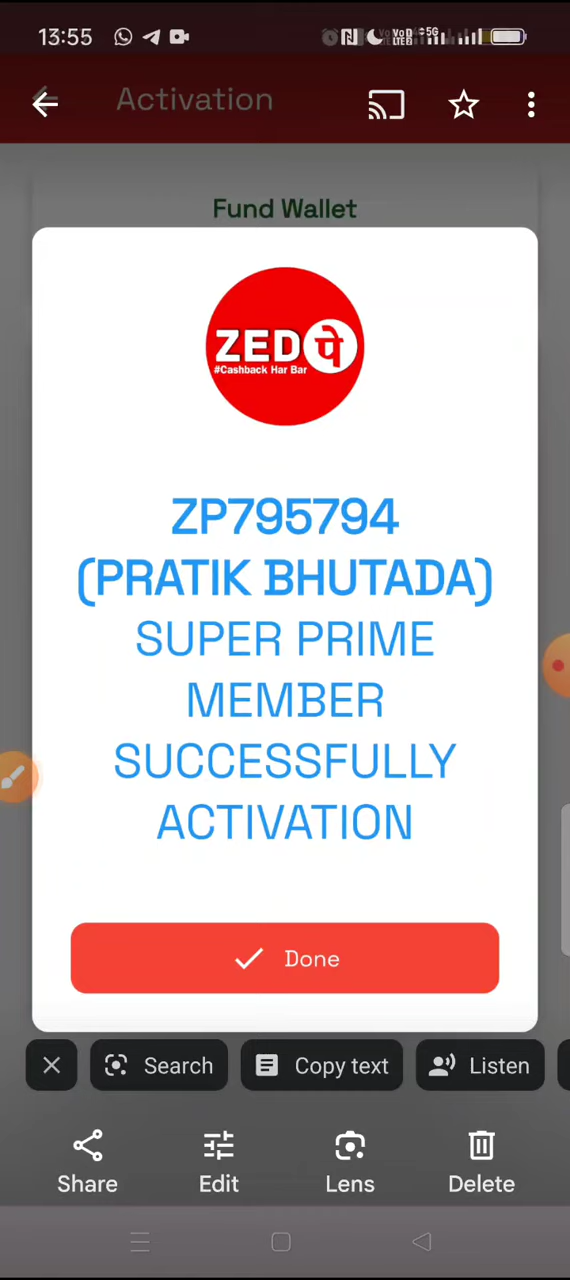 13:55
Activation
Fund Wallet
ZED पे
#Cashback Har Bar
ZP795794
(PRATIK BHUTADA)
SUPER PRIME
MEMBER
SUCCESSFULLY
ACTIVATION
Done
Search
Copy text
Listen
Share
Edit
Lens
Delete